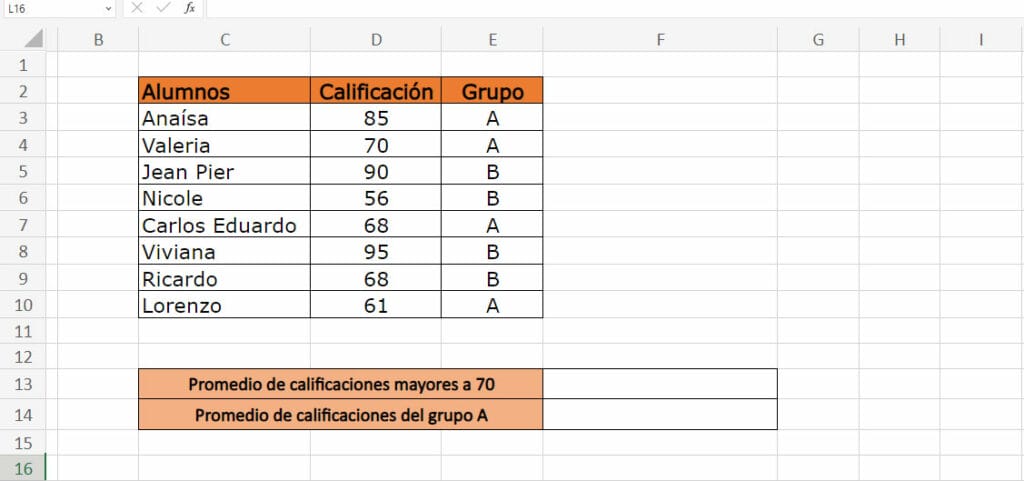 L16 fx
B C D E F G H I
1
2 Alumnos Calificación Grupo
3 Anaísa 85 A
4 Valeria 70 A
5 Jean Pier 90 B
6 Nicole 56 B
7 Carlos Eduardo 68 A
8 Viviana 95 B
9 Ricardo 68 B
10 Lorenzo 61 A
11
12
13 Promedio de calificaciones mayores a 70
14 Promedio de calificaciones del grupo A
15
16